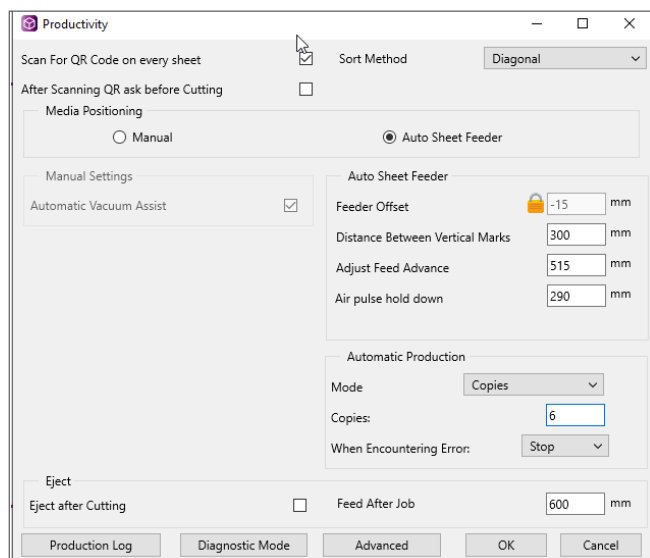 Productivity
Scan For QR Code on every sheet
Sort Method
Diagonal
After Scanning QR ask before Cutting
Media Positioning
Manual
Auto Sheet Feeder
Manual Settings
Automatic Vacuum Assist
Auto Sheet Feeder
Feeder Offset -15 mm
Distance Between Vertical Marks 300 mm
Adjust Feed Advance 515 mm
Air pulse hold down 290 mm
Automatic Production
Mode Copies
Copies: 6
When Encountering Error: Stop
Eject
Eject after Cutting
Feed After Job 600 mm
Production Log Diagnostic Mode Advanced OK Cancel